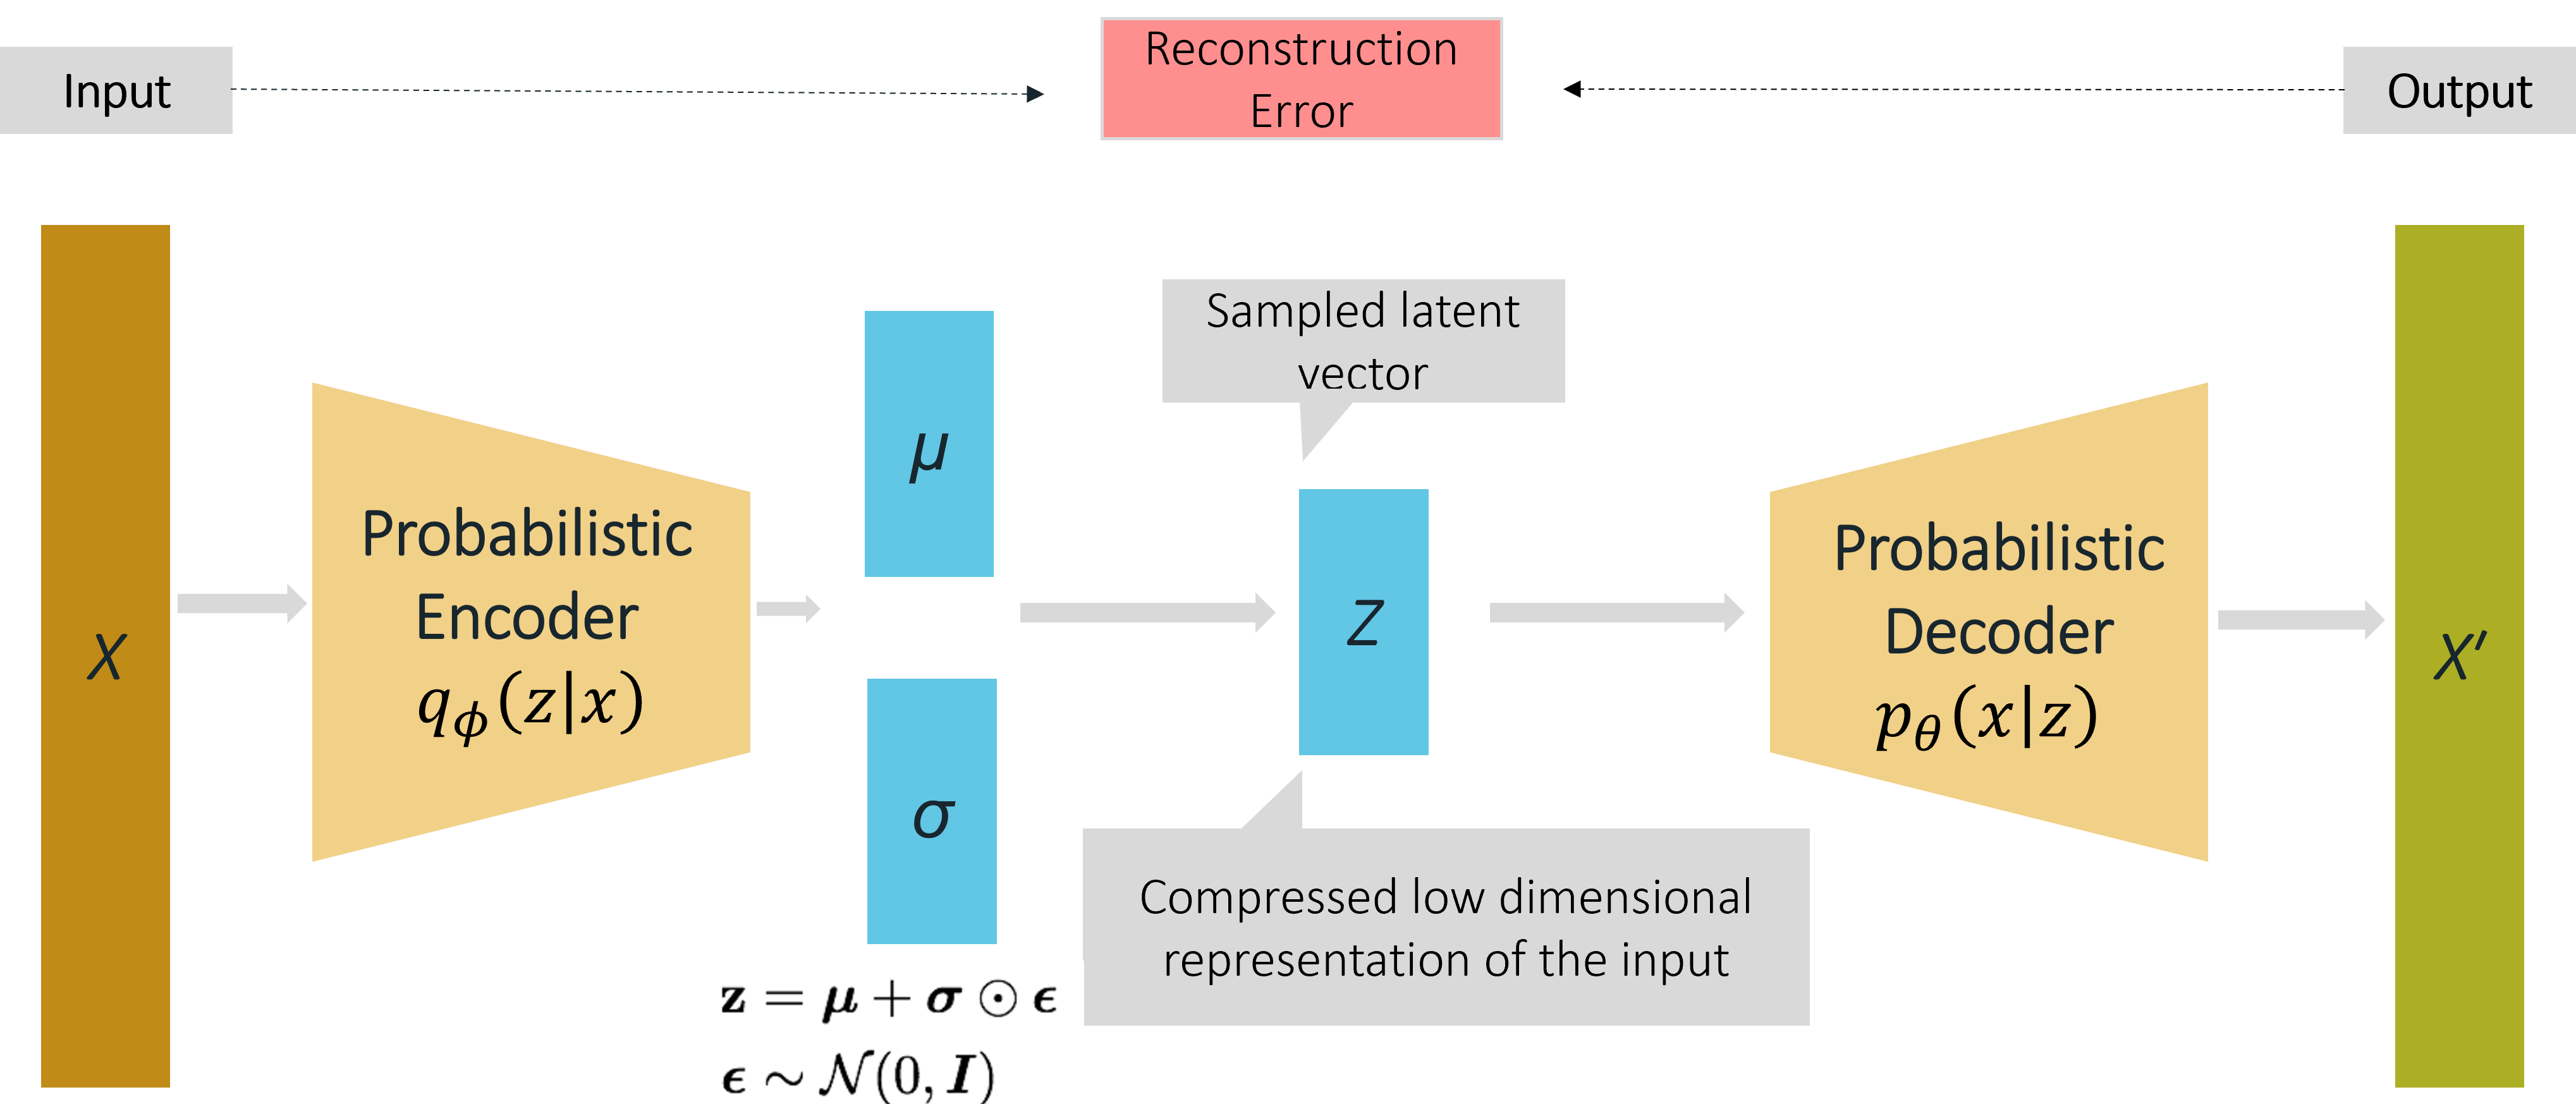 Input
Reconstruction
Error
Output
Sampled latent
vector
X
Probabilistic
Encoder
q_ϕ(z|x)
μ
σ
Z
Probabilistic
Decoder
p_θ(x|z)
X'
Compressed low dimensional
representation of the input
z = μ + σ ⊙ ϵ
ϵ ∼ 𝒩(0, I)